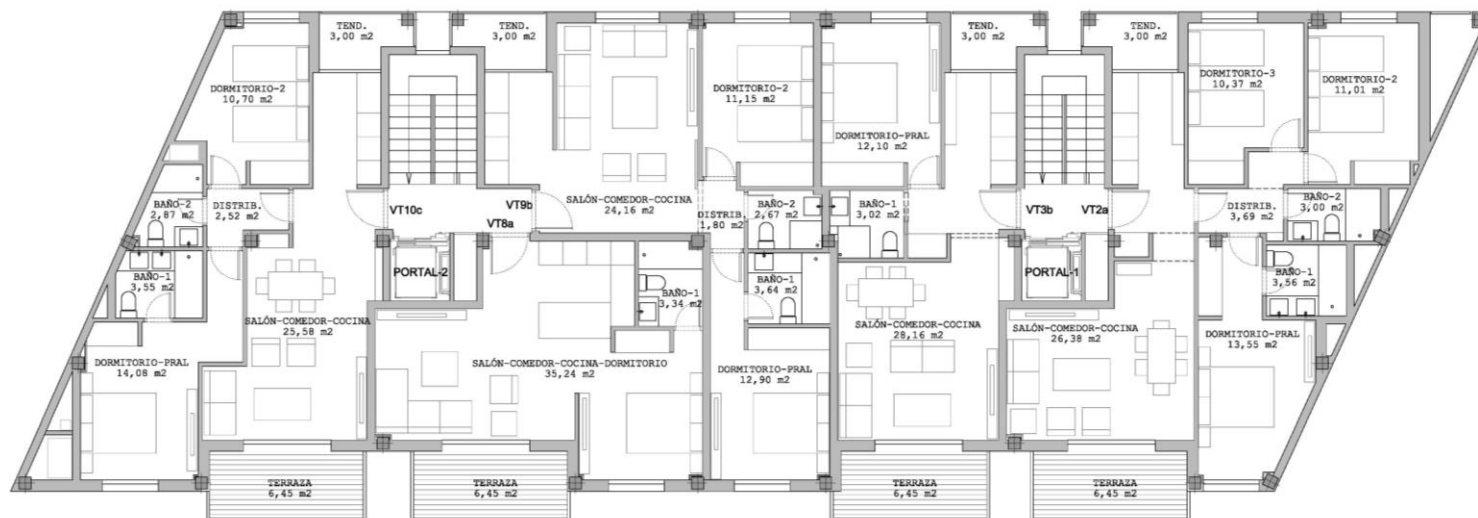 TEND.
3,00 m2
TEND.
3,00 m2
TEND.
3,00 m2
TEND.
3,00 m2
DORMITORIO-2
10,70 m2
DORMITORIO-2
11,15 m2
DORMITORIO-PRAL
12,10 m2
DORMITORIO-3
10,37 m2
DORMITORIO-2
11,01 m2
BAÑO-2
2,87 m2
DISTRIB.
2,52 m2
VT10c
VT9b
VT8a
SALÓN-COMEDOR-COCINA
24,16 m2
DISTRIB.
1,80 m2
BAÑO-2
2,67 m2
BAÑO-1
3,02 m2
VT3b
VT2a
DISTRIB.
3,69 m2
BAÑO-2
3,00 m2
BAÑO-1
3,55 m2
PORTAL-2
BAÑO-1
3,34 m2
BAÑO-1
3,64 m2
PORTAL-1
BAÑO-1
3,56 m2
SALÓN-COMEDOR-COCINA
25,58 m2
SALÓN-COMEDOR-COCINA
28,16 m2
SALÓN-COMEDOR-COCINA
26,38 m2
DORMITORIO-PRAL
13,55 m2
DORMITORIO-PRAL
14,08 m2
SALÓN-COMEDOR-COCINA-DORMITORIO
35,24 m2
DORMITORIO-PRAL
12,90 m2
TERRAZA
6,45 m2
TERRAZA
6,45 m2
TERRAZA
6,45 m2
TERRAZA
6,45 m2